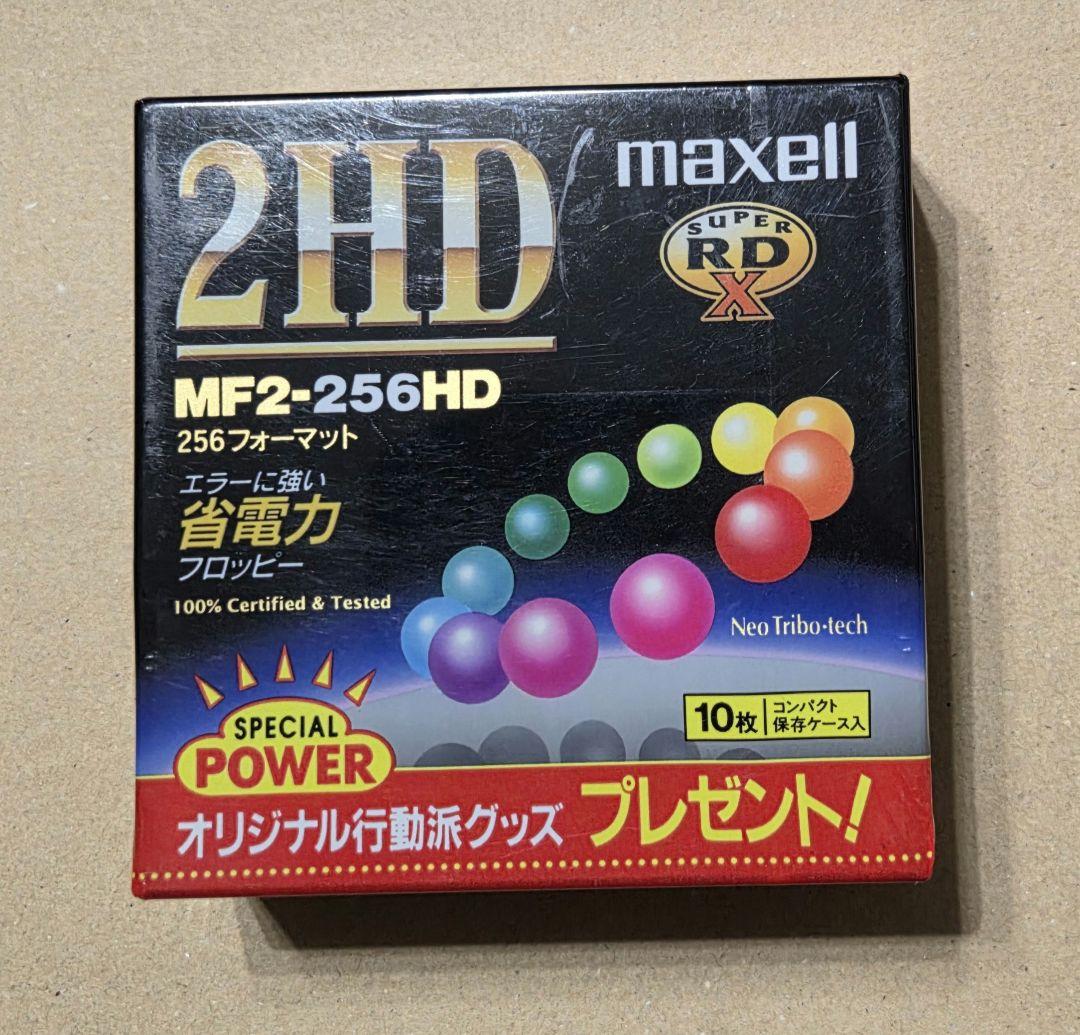 2HD
maxell
SUPER
RD
X
MF2-256HD
256フォーマット
エラーに強い
省電力
フロッピー
100% Certified & Tested
Neo Tribo-tech
SPECIAL
POWER
10枚
コンパクト
保存ケース入
オリジナル行動派グッズ プレゼント!